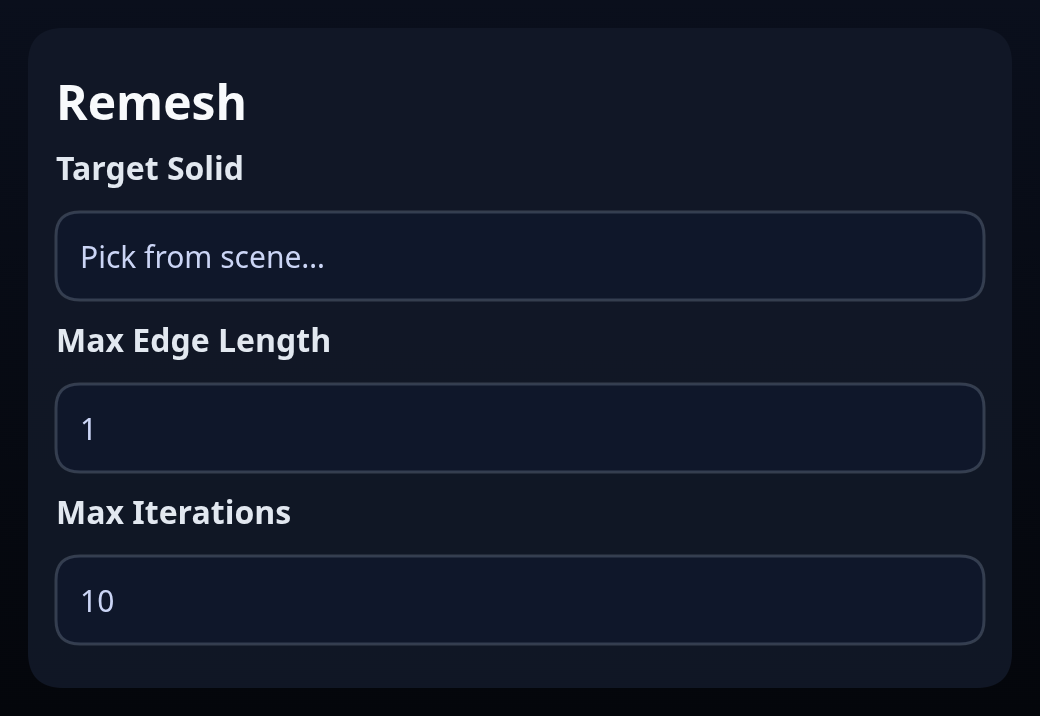 Remesh
Target Solid
Pick from scene…
Max Edge Length
1
Max Iterations
10